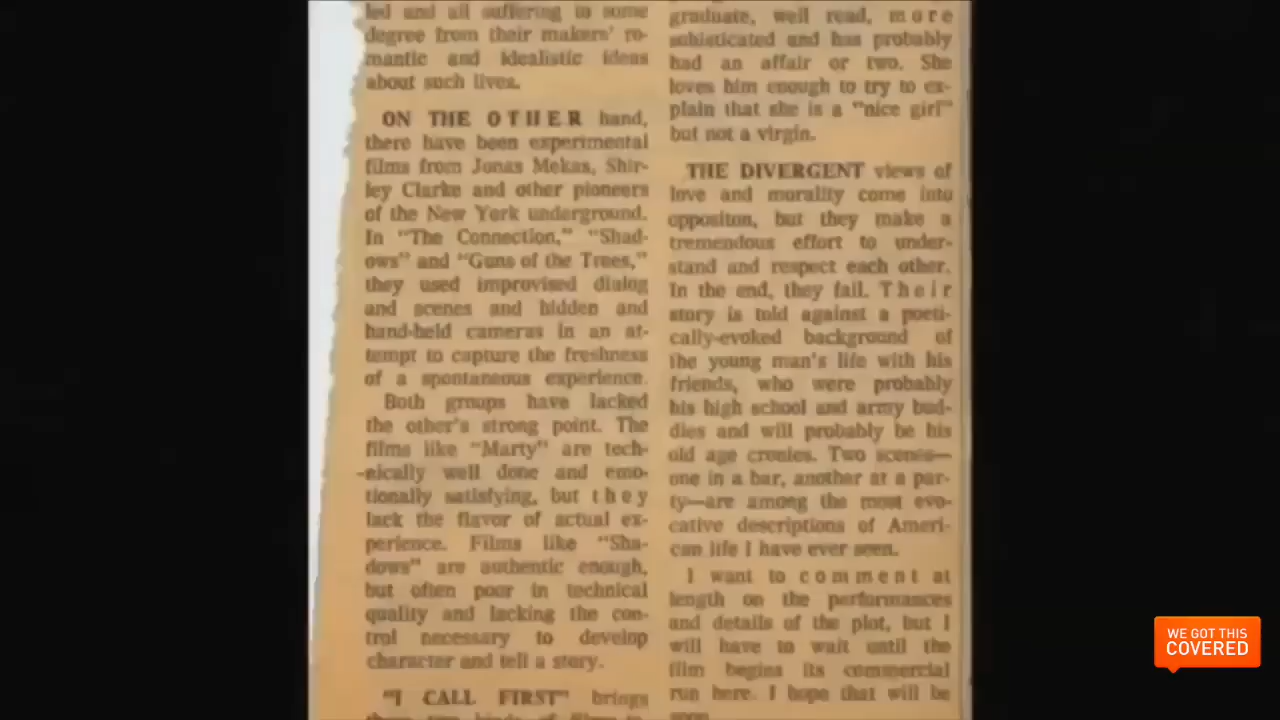 led and all suffering to some
degree from their makers' ro-
mantic and idealistic ideas
about such lives.
ON THE OTHER hand,
there have been experimental
films from Jonas Mekas, Shir-
ley Clarke and other pioneers
of the New York underground.
In "The Connection," "Shad-
ows" and "Guns of the Trees,"
they used improvised dialog
and scenes and hidden and
hand-held cameras in an at-
tempt to capture the freshness
of a spontaneous experience.
Both groups have lacked
the other's strong point. The
films like "Marty" are tech-
nically well done and emo-
tionally satisfying, but they
lack the flavor of actual ex-
perience. Films like "Sha-
dows" are authentic enough,
but often poor in technical
quality and lacking the con-
trol necessary to develop
character and tell a story.
"I CALL FIRST" brings
these two kinds of films to-
graduate, well read, more
sohisticated and has probably
had an affair or two. She
loves him enough to try to ex-
plain that she is a "nice girl"
but not a virgin.
THE DIVERGENT views of
love and morality come into
oppositon, but they make a
tremendous effort to under-
stand and respect each other.
In the end, they fail. Their
story is told against a poeti-
cally-evoked background of
the young man's life with his
friends, who were probably
his high school and army bud-
dies and will probably be his
old age cronies. Two scenes—
one in a bar, another at a par-
ty—are among the most evo-
cative descriptions of Ameri-
can life I have ever seen.
I want to comment at
length on the performances
and details of the plot, but I
will have to wait until the
film begins its commercial
run here. I hope that will be
soon.
WE GOT THIS
COVERED